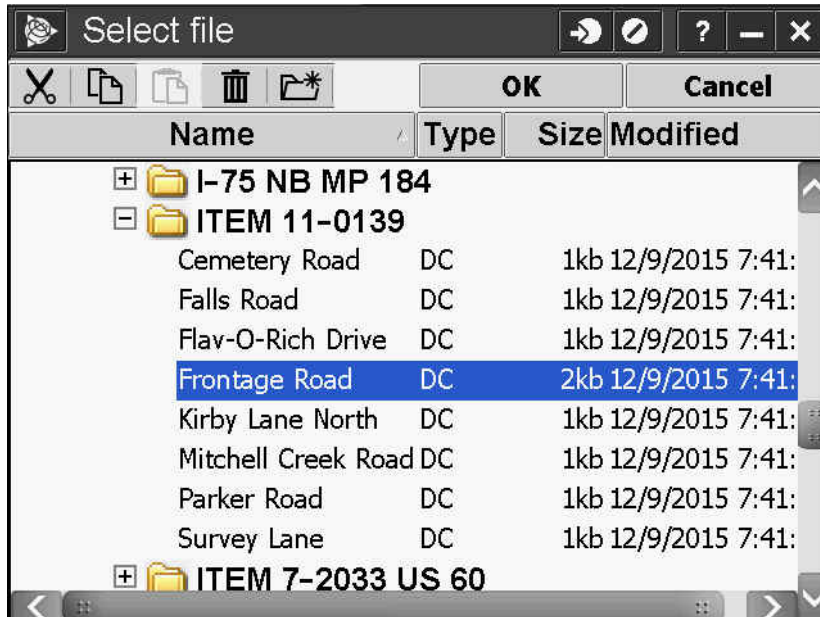 Select file
?
OK Cancel
Name Type Size Modified
I-75 NB MP 184
ITEM 11-0139
Cemetery Road DC 1kb 12/9/2015 7:41:
Falls Road DC 1kb 12/9/2015 7:41:
Flav-O-Rich Drive DC 1kb 12/9/2015 7:41:
Frontage Road DC 2kb 12/9/2015 7:41:
Kirby Lane North DC 1kb 12/9/2015 7:41:
Mitchell Creek Road DC 1kb 12/9/2015 7:41:
Parker Road DC 1kb 12/9/2015 7:41:
Survey Lane DC 1kb 12/9/2015 7:41:
ITEM 7-2033 US 60